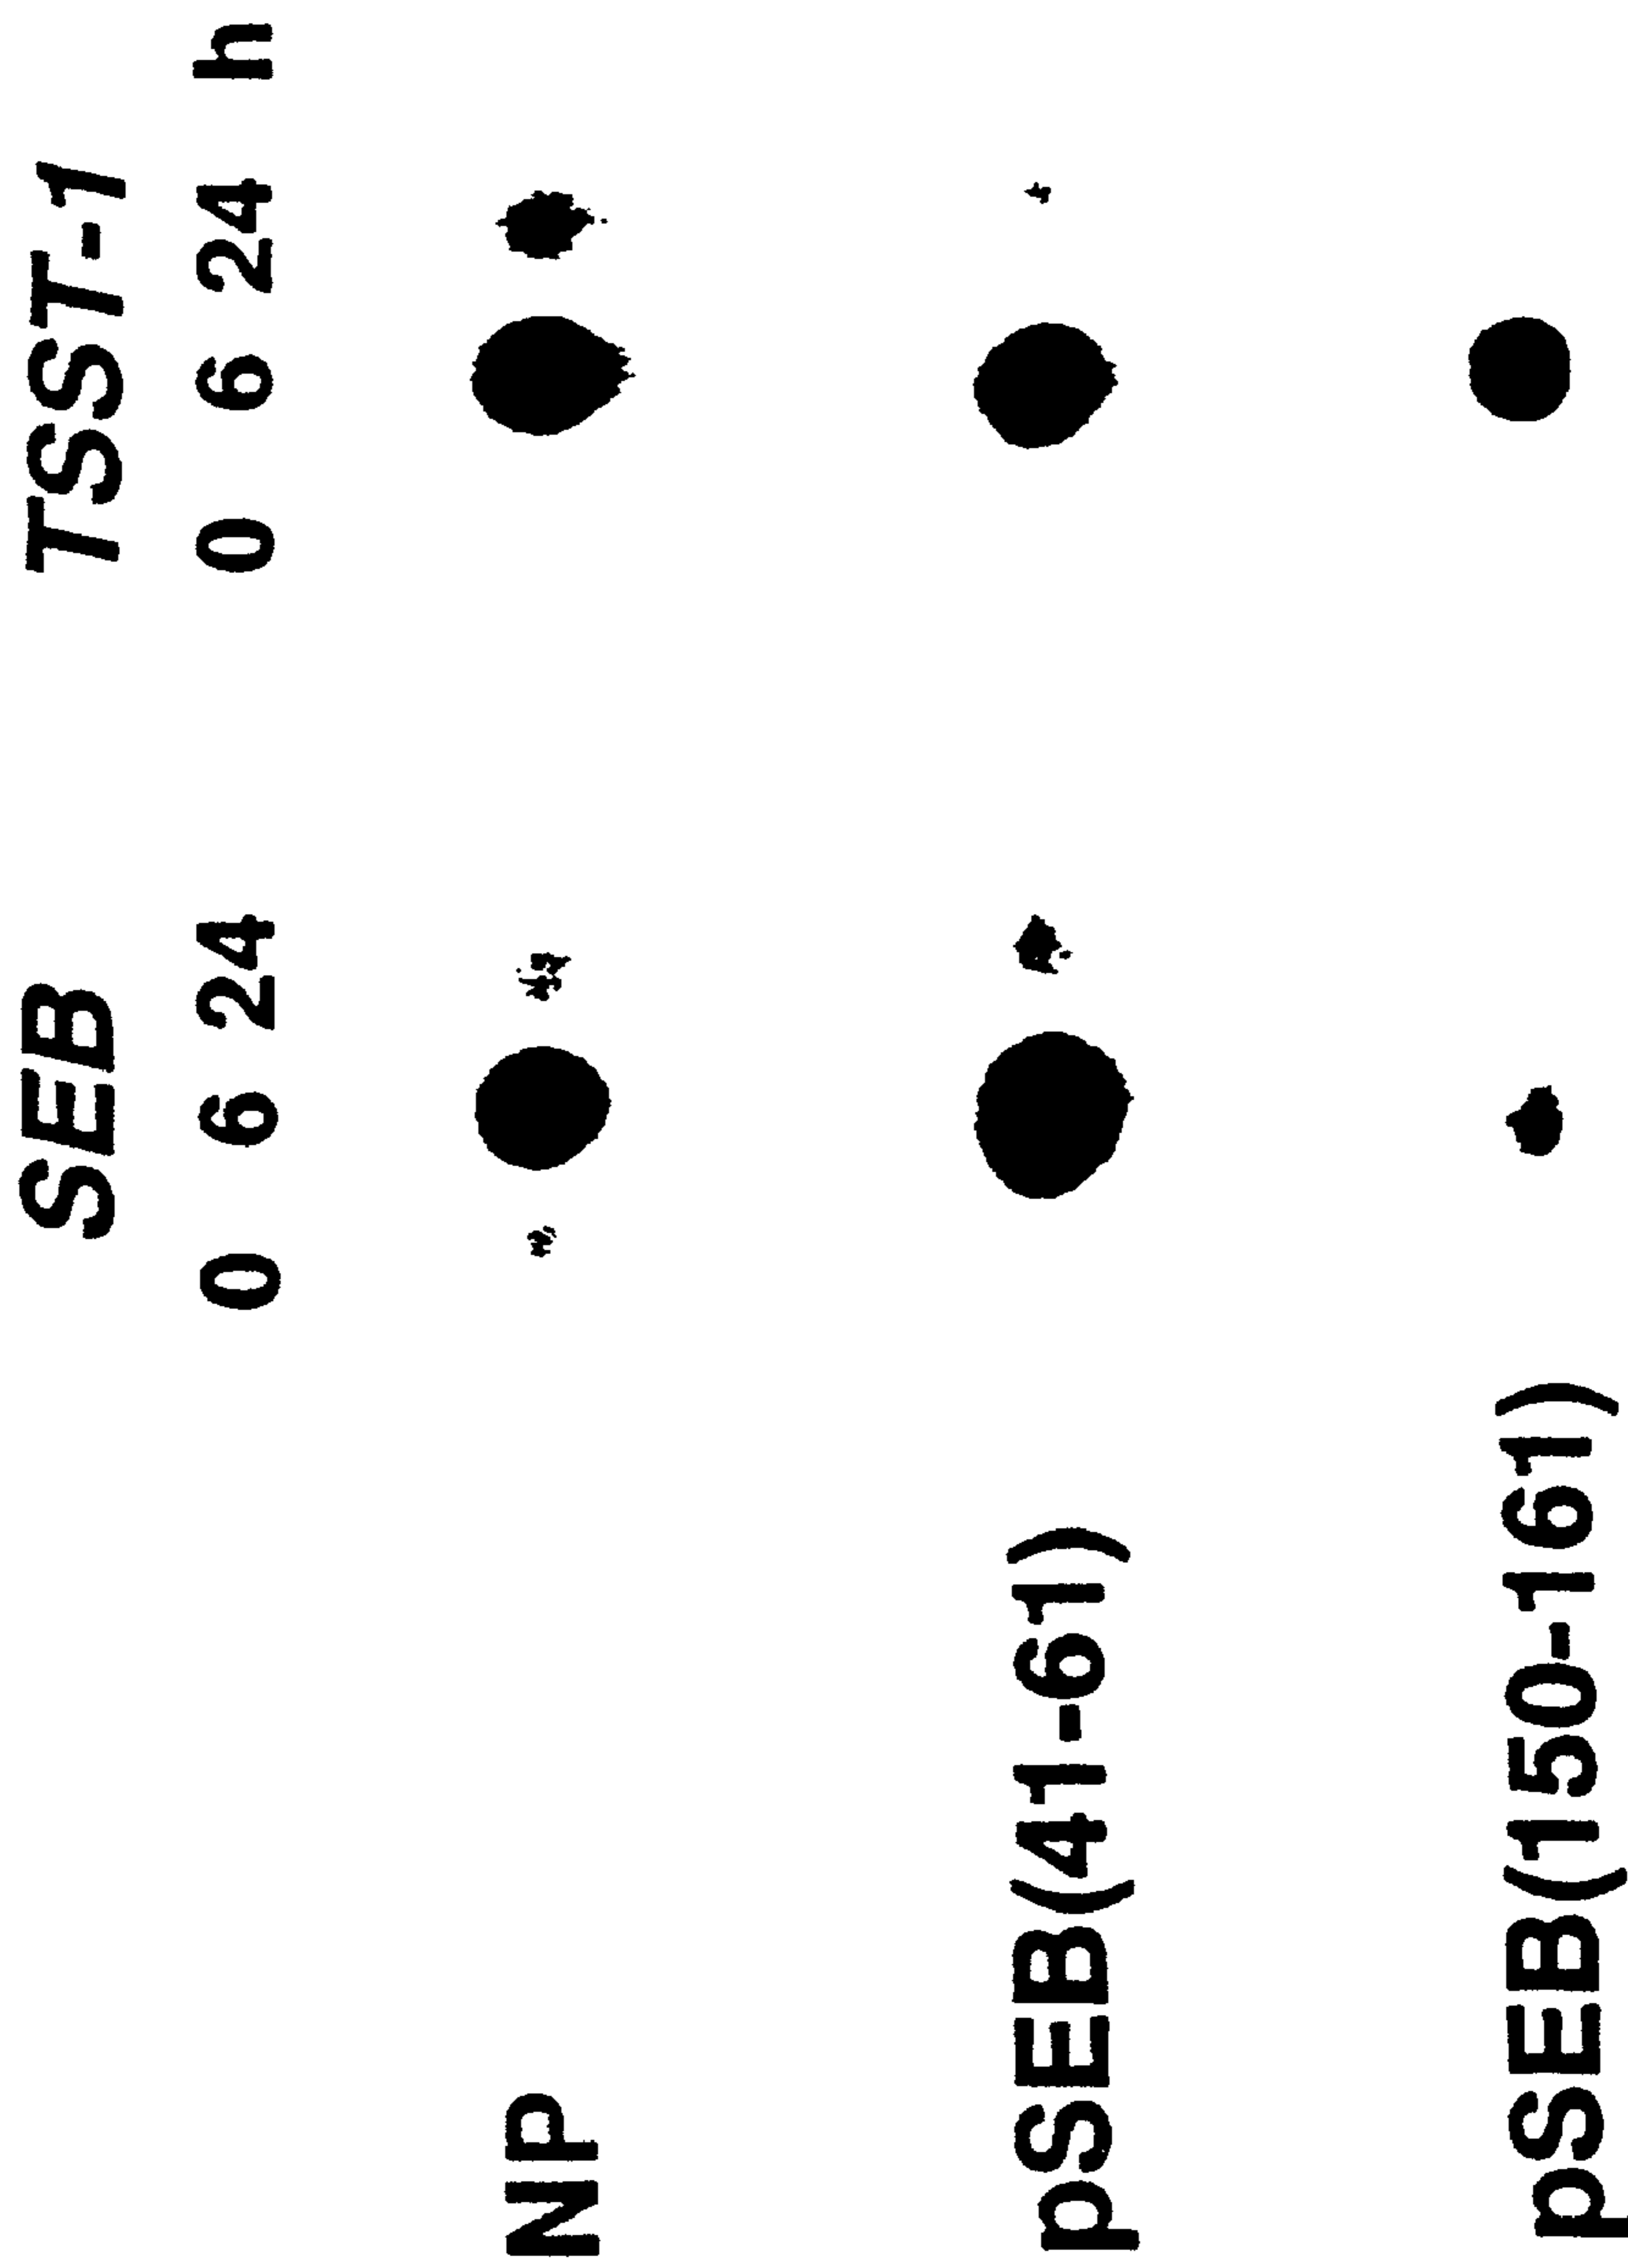 SEB TSST-1
0 6 24 0 6 24 h
NP
pSEB(41-61)
pSEB(150-161)